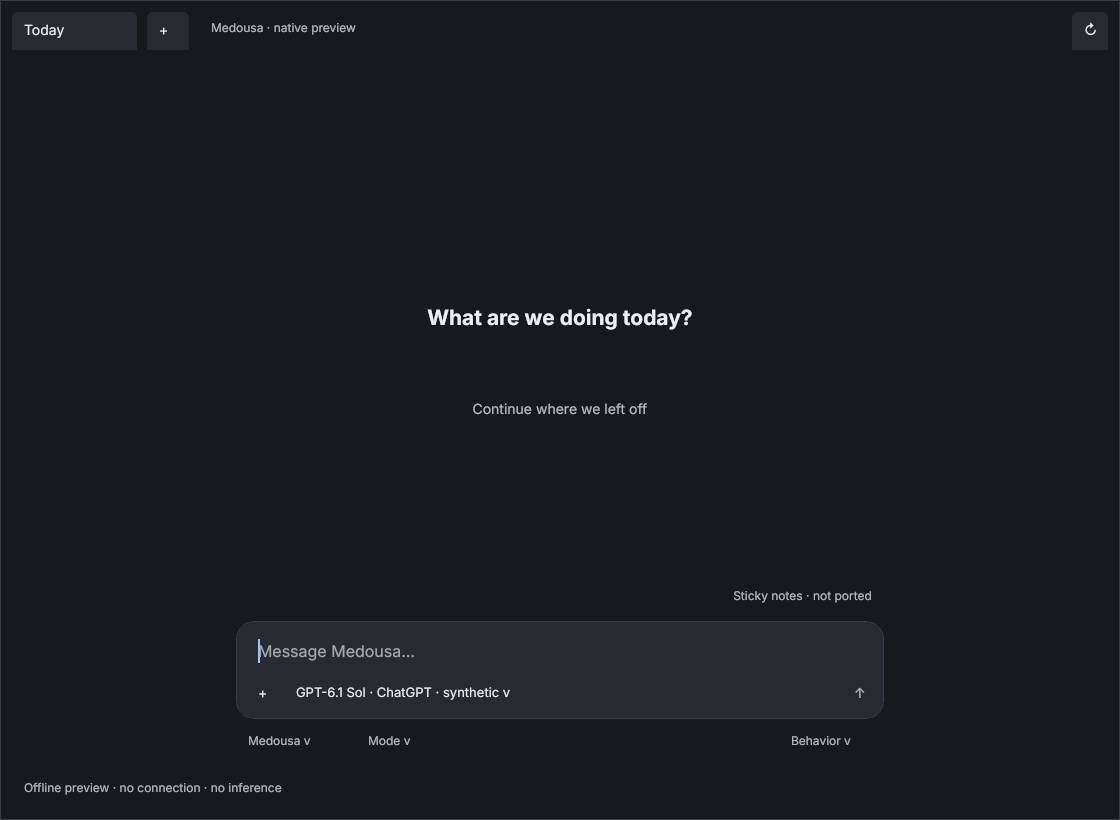 Today
+
Medousa · native preview
What are we doing today?
Continue where we left off
Sticky notes · not ported
Message Medousa...
+ GPT-6.1 Sol · ChatGPT · synthetic v
Medousa v Mode v Behavior v
Offline preview · no connection · no inference